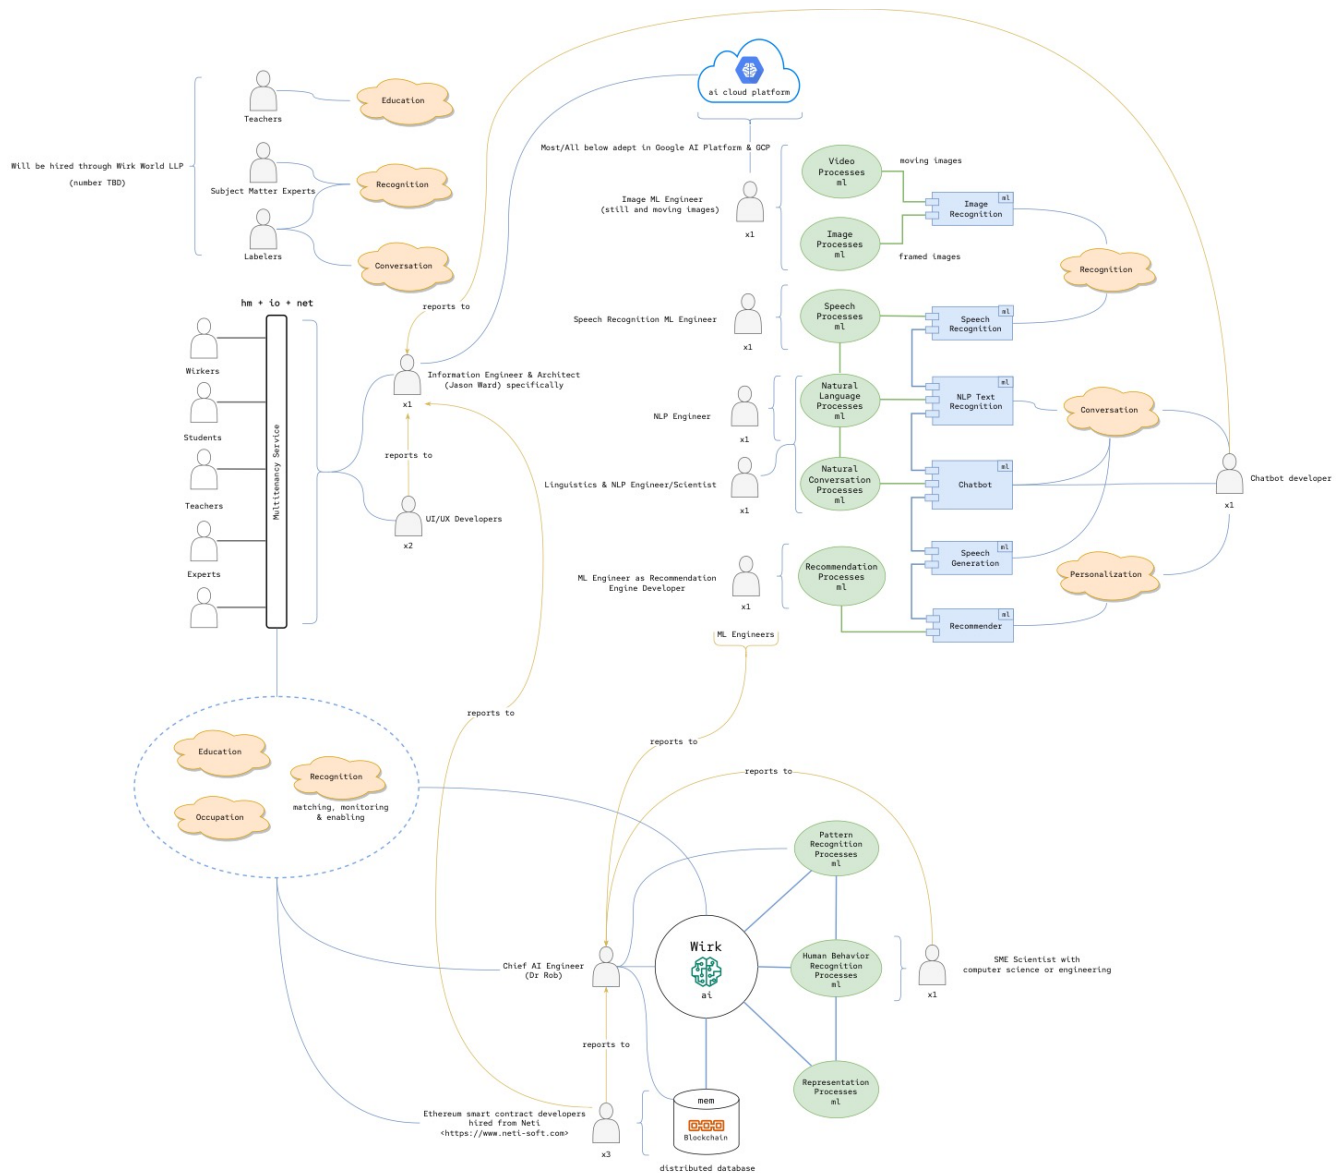 ai cloud platform
Teachers
Education
Will be hired through Wirk World LLP
(number TBD)
Subject Matter Experts
Recognition
Labelers
Conversation
Most/All below adept in Google AI Platform & GCP
Image ML Engineer
(still and moving images)
x1
Video
Processes
ml
moving images
Image
Processes
ml
framed images
ml
Image
Recognition
Recognition
hm + io + net
Wirkers
Students
Teachers
Experts
Multitenancy Service
reports to
Information Engineer & Architect
(Jason Ward) specifically
x1
reports to
UI/UX Developers
x2
Speech Recognition ML Engineer
x1
Speech
Processes
ml
ml
Speech
Recognition
NLP Engineer
x1
Natural
Language
Processes
ml
ml
NLP Text
Recognition
Conversation
Linguistics & NLP Engineer/Scientist
x1
Natural
Conversation
Processes
ml
ml
Chatbot
Chatbot developer
x1
ml
Speech
Generation
ML Engineer as Recommendation
Engine Developer
x1
Recommendation
Processes
ml
Personalization
ml
Recommender
ML Engineers
reports to
reports to
reports to
Education
Recognition
matching, monitoring
& enabling
Occupation
Pattern
Recognition
Processes
ml
Chief AI Engineer
(Dr Rob)
Wirk
ai
Human Behavior
Recognition
Processes
ml
SME Scientist with
computer science or engineering
x1
reports to
Representation
Processes
ml
Ethereum smart contract developers
hired from Neti
<https://www.neti-soft.com>
x3
mem
Blockchain
distributed database